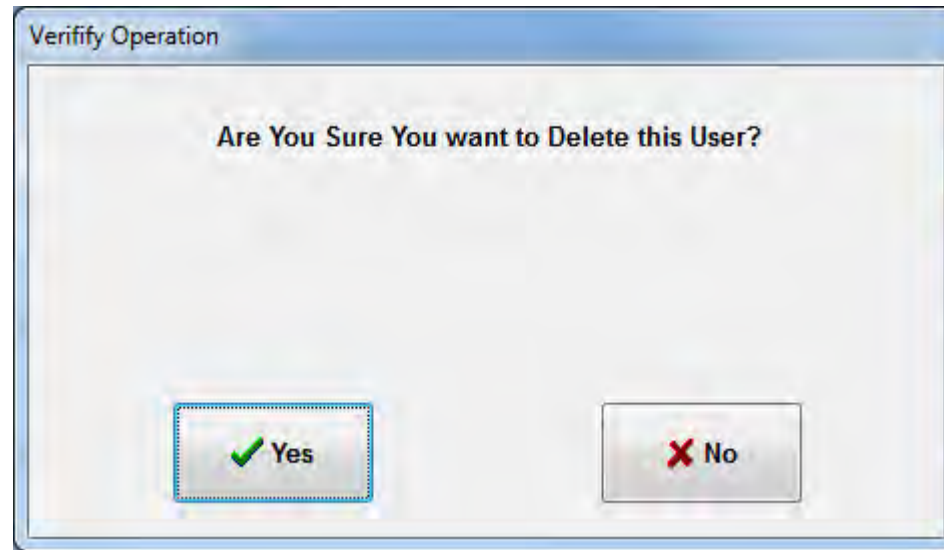 Verifify Operation
Are You Sure You want to Delete this User?
Yes
No